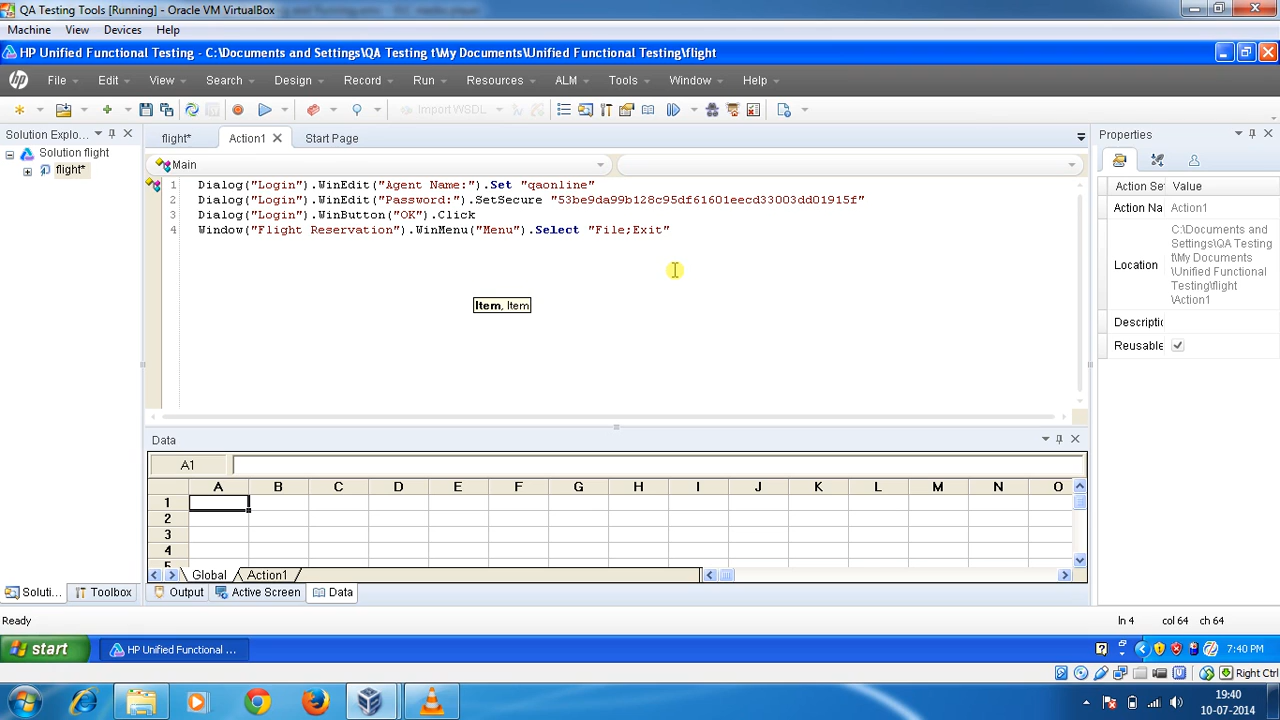 QA Testing Tools [Running] - Oracle VM VirtualBox
Machine View Devices Help
HP Unified Functional Testing - C:\Documents and Settings\QA Testing t\My Documents\Unified Functional Testing\flight
hp File Edit View Search Design Record Run Resources ALM Tools Window Help
Import WSDL
Solution Explo...
flight* Action1 Start Page
Properties
Solution flight
flight*
Main
1 Dialog("Login").WinEdit("Agent Name:").Set "qaonline"
2 Dialog("Login").WinEdit("Password:").SetSecure "53be9da99b128c95df61601eecd33003dd01915f"
3 Dialog("Login").WinButton("OK").Click
4 Window("Flight Reservation").WinMenu("Menu").Select "File;Exit"
Item, Item
Action Se Value
Action Na Action1
Location
C:\Documents and
Settings\QA Testing
t\My Documents
\Unified Functional
Testing\flight
\Action1
Descriptic
Reusable
Data
A1
A B C D E F G H I J K L M N O
1
2
3
4
5
Global Action1
Soluti... Toolbox
Output Active Screen Data
Ready
ln 4 col 64 ch 64
start
HP Unified Functional ...
7:40 PM
Right Ctrl
19:40
10-07-2014